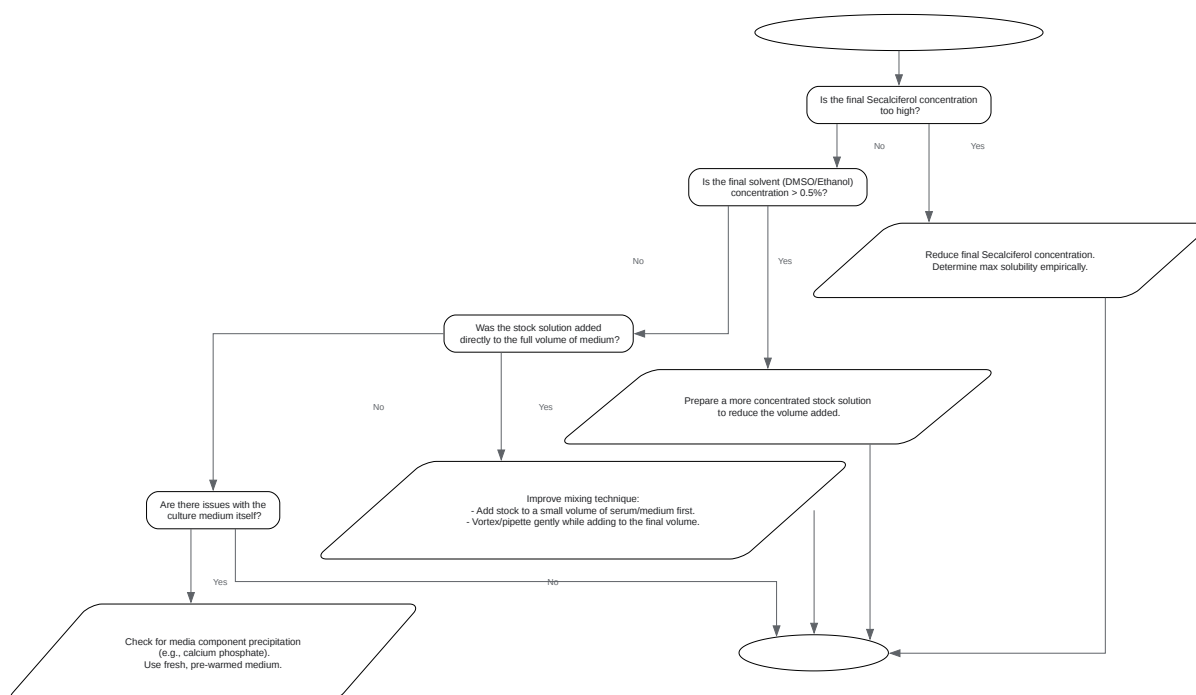 Is the final Secalciferol concentration
too high?
No
Yes
Is the final solvent (DMSO/Ethanol)
concentration > 0.5%?
No
Yes
Reduce final Secalciferol concentration.
Determine max solubility empirically.
Was the stock solution added
directly to the full volume of medium?
No
Yes
Prepare a more concentrated stock solution
to reduce the volume added.
Improve mixing technique:
- Add stock to a small volume of serum/medium first.
- Vortex/pipette gently while adding to the final volume.
Are there issues with the
culture medium itself?
Yes
No
Check for media component precipitation
(e.g., calcium phosphate).
Use fresh, pre-warmed medium.